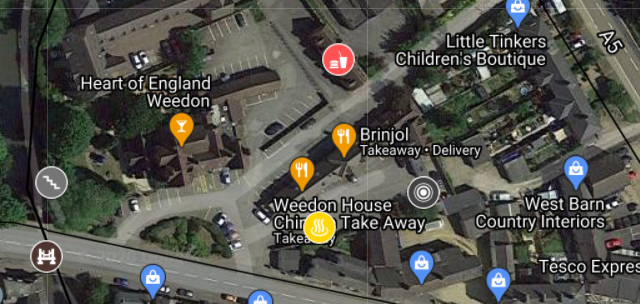 Little Tinkers
Children's Boutique
A5
Heart of England
Weedon
Brinjol
Takeaway • Delivery
Weedon House
Chin Take Away
Takea y
West Barn
Country Interiors
Tesco Expres